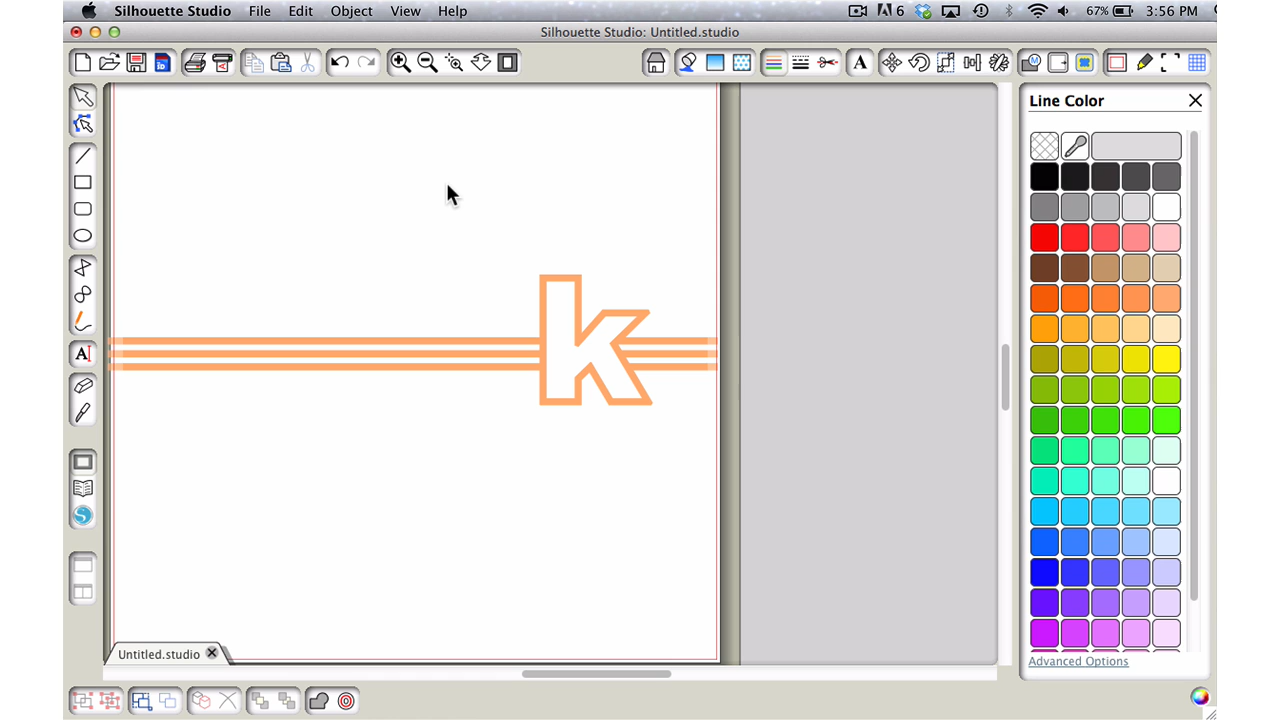 Silhouette Studio File Edit Object View Help 6 67% 3:56 PM
Silhouette Studio: Untitled.studio
A
M
Line Color
A
k
S
Untitled.studio
Advanced Options